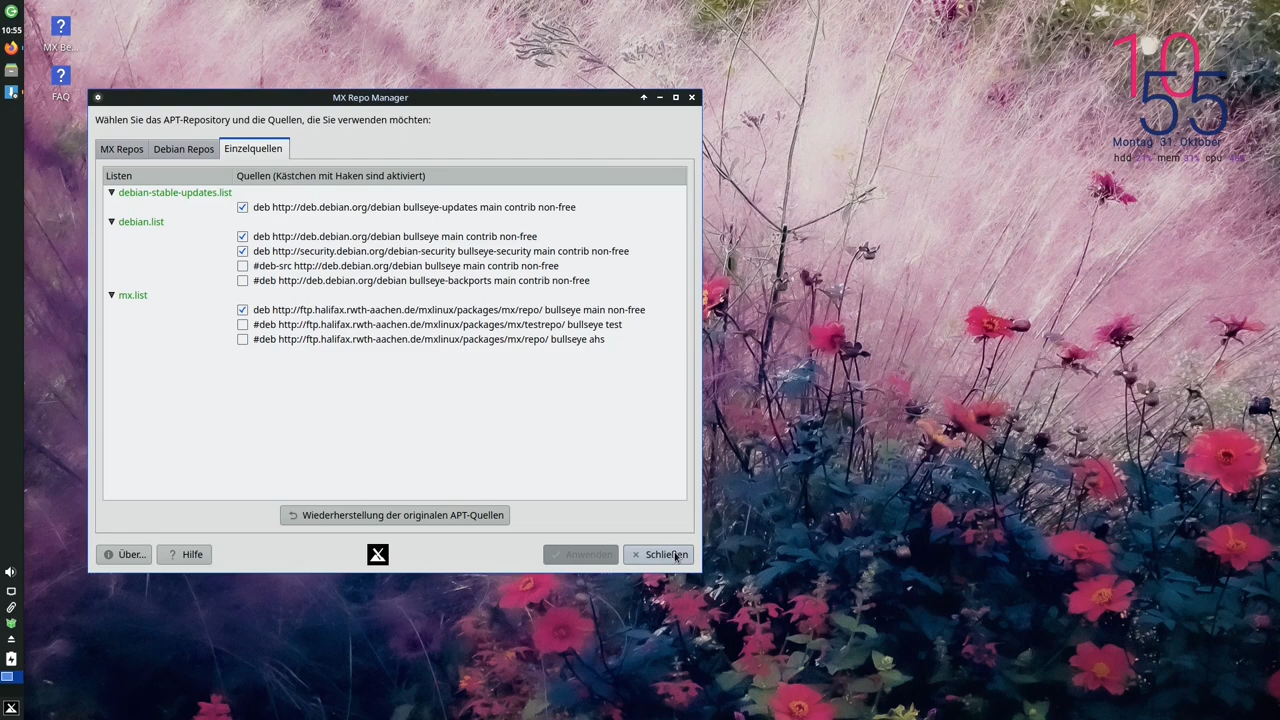 10:55
MX Be...
FAQ
MX Repo Manager
Wählen Sie das APT-Repository und die Quellen, die Sie verwenden möchten:
MX Repos
Debian Repos
Einzelquellen
Listen
Quellen (Kästchen mit Haken sind aktiviert)
debian-stable-updates.list
deb http://deb.debian.org/debian bullseye-updates main contrib non-free
debian.list
deb http://deb.debian.org/debian bullseye main contrib non-free
deb http://security.debian.org/debian-security bullseye-security main contrib non-free
#deb-src http://deb.debian.org/debian bullseye main contrib non-free
#deb http://deb.debian.org/debian bullseye-backports main contrib non-free
mx.list
deb http://ftp.halifax.rwth-aachen.de/mxlinux/packages/mx/repo/ bullseye main non-free
#deb http://ftp.halifax.rwth-aachen.de/mxlinux/packages/mx/testrepo/ bullseye test
#deb http://ftp.halifax.rwth-aachen.de/mxlinux/packages/mx/repo/ bullseye ahs
Wiederherstellung der originalen APT-Quellen
Über...
Hilfe
Anwenden
Schließen
10
55
Montag 31. Oktober
hdd mem cpu